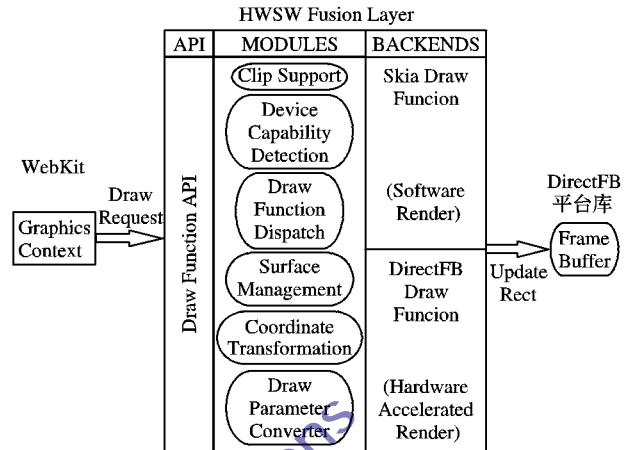 HWSW Fusion Layer
API
MODULES
BACKENDS
WebKit
Graphics
Context
Draw
Request
Draw Function API
Clip Support
Device
Capability
Detection
Draw
Function
Dispatch
Surface
Management
Coordinate
Transformation
Draw
Parameter
Converter
Skia Draw
Funcion
(Software
Render)
DirectFB
Draw
Funcion
(Hardware
Accelerated
Render)
Update
Rect
DirectFB
平台库
Frame
Buffer
ons